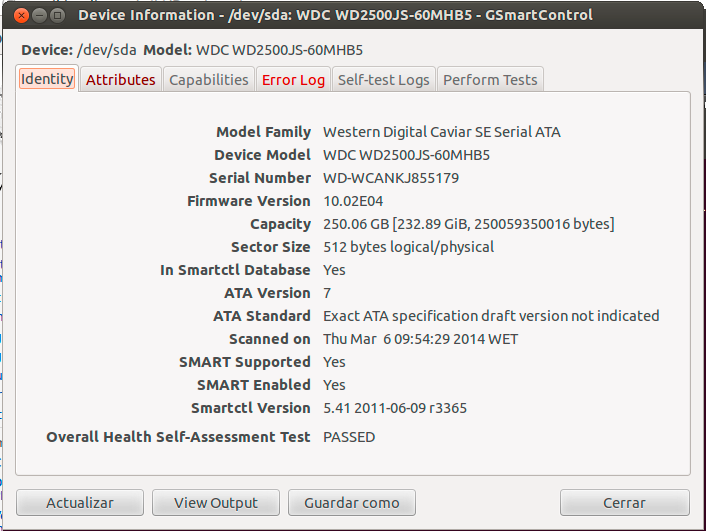 Device Information - /dev/sda: WDC WD2500JS-60MHB5 - GSmartControl
Device: /dev/sda Model: WDC WD2500JS-60MHB5
Identity Attributes Capabilities Error Log Self-test Logs Perform Tests
Model Family Western Digital Caviar SE Serial ATA
Device Model WDC WD2500JS-60MHB5
Serial Number WD-WCANKJ855179
Firmware Version 10.02E04
Capacity 250.06 GB [232.89 GiB, 250059350016 bytes]
Sector Size 512 bytes logical/physical
In Smartctl Database Yes
ATA Version 7
ATA Standard Exact ATA specification draft version not indicated
Scanned on Thu Mar 6 09:54:29 2014 WET
SMART Supported Yes
SMART Enabled Yes
Smartctl Version 5.41 2011-06-09 r3365
Overall Health Self-Assessment Test PASSED
Actualizar View Output Guardar como Cerrar